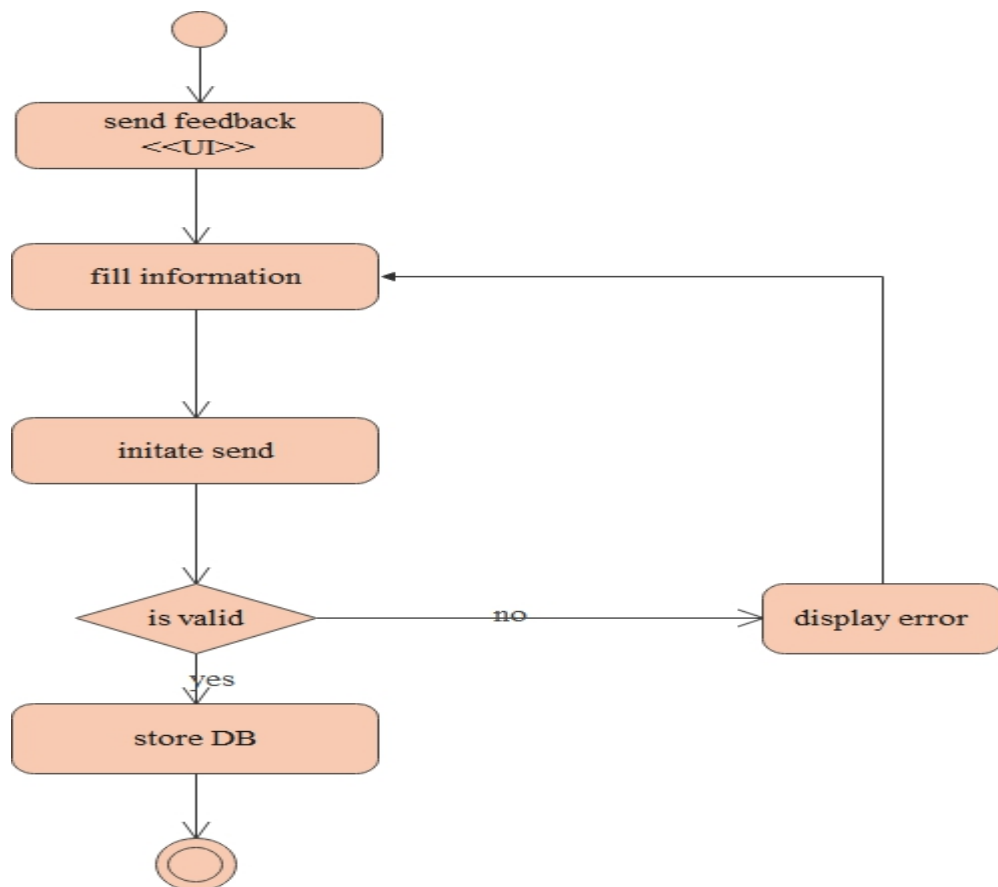 send feedback
<<UI>>
fill information
initate send
is valid
no
display error
yes
store DB